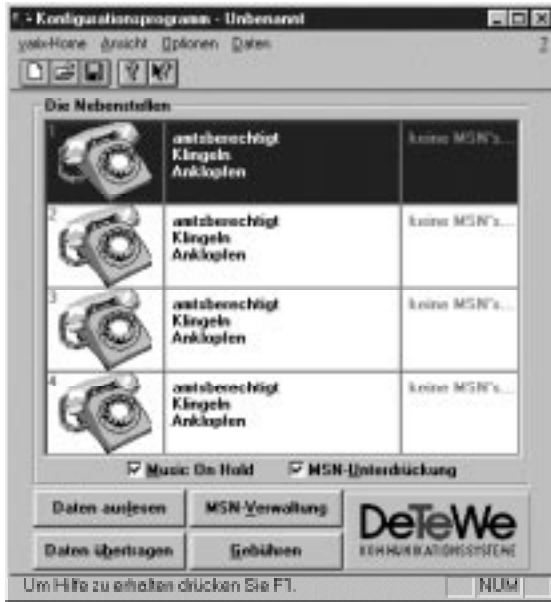 Konfigurationsprogramm - Unbenannt
yarix-Home Ansicht Optionen Daten ?
Die Nebenstellen
1 amtsberechtigt keine MSN's...
Klingeln
Anklopfen
2 amtsberechtigt keine MSN's...
Klingeln
Anklopfen
3 amtsberechtigt keine MSN's...
Klingeln
Anklopfen
4 amtsberechtigt keine MSN's...
Klingeln
Anklopfen
Music On Hold MSN-Unterdrückung
Daten auslesen MSN-Verwaltung
Daten übertragen Gebühren
DeTeWe
KOMMUNIKATIONSSYSTEME
Um Hilfe zu erhalten drücken Sie F1. NUM